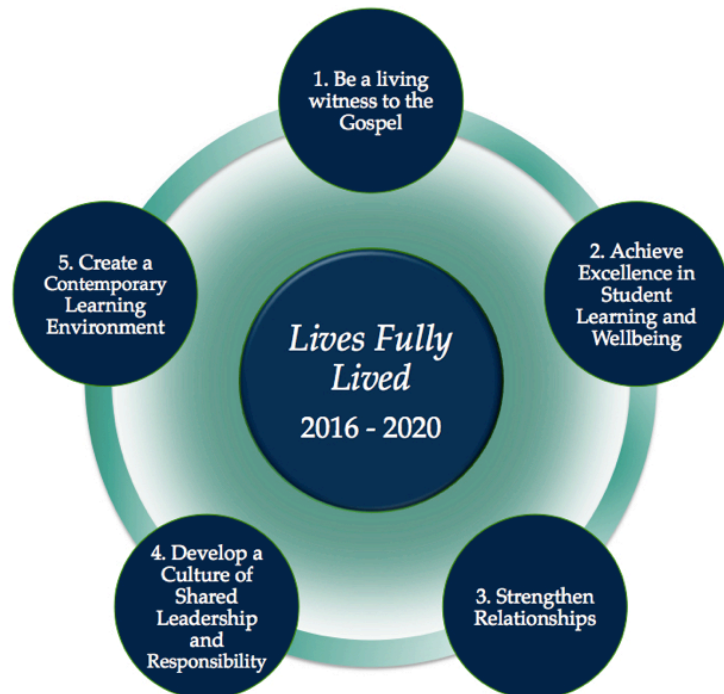 1. Be a living
witness to the
Gospel
2. Achieve
Excellence in
Student
Learning and
Wellbeing
3. Strengthen
Relationships
4. Develop a
Culture of
Shared
Leadership
and
Responsibility
5. Create a
Contemporary
Learning
Environment
Lives Fully
Lived
2016 - 2020